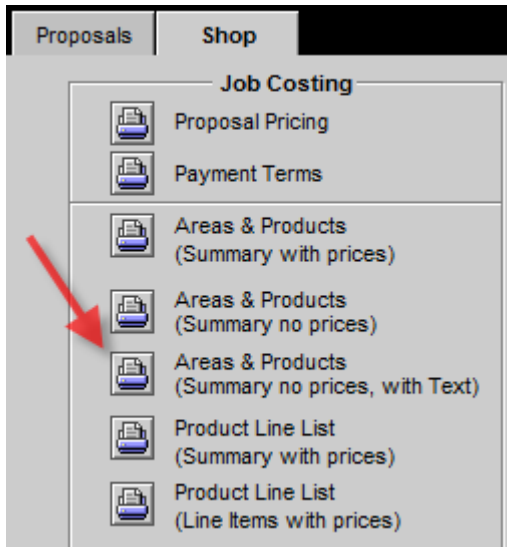 Proposals
Shop
Job Costing
Proposal Pricing
Payment Terms
Areas & Products
(Summary with prices)
Areas & Products
(Summary no prices)
Areas & Products
(Summary no prices, with Text)
Product Line List
(Summary with prices)
Product Line List
(Line Items with prices)